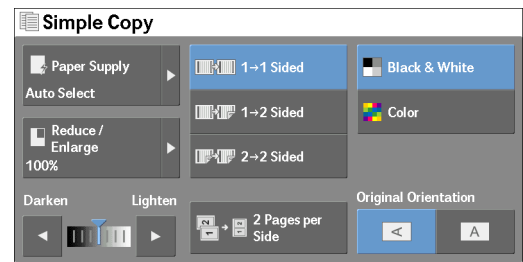 Simple Copy
Paper Supply
Auto Select
Reduce /
Enlarge
100%
Darken
Lighten
1→1 Sided
1→2 Sided
2→2 Sided
2 Pages per
Side
Black & White
Color
Original Orientation
A
A